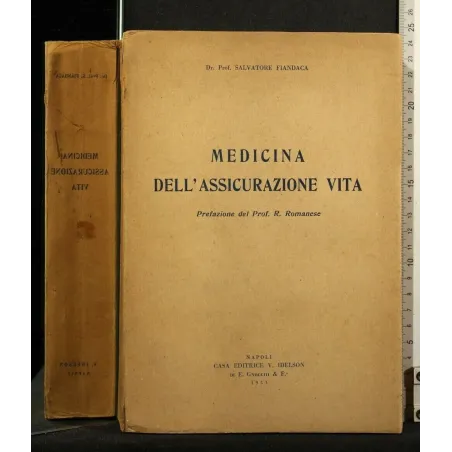 Dr. Prof. SALVATORE FIANDACA
MEDICINA
DELL'ASSICURAZIONE VITA
Prefazione del Prof. R. Romanese
NAPOLI
CASA EDITRICE V. IDELSON
DI E.
MEDICINA
ASSICURAZIONE
VITA